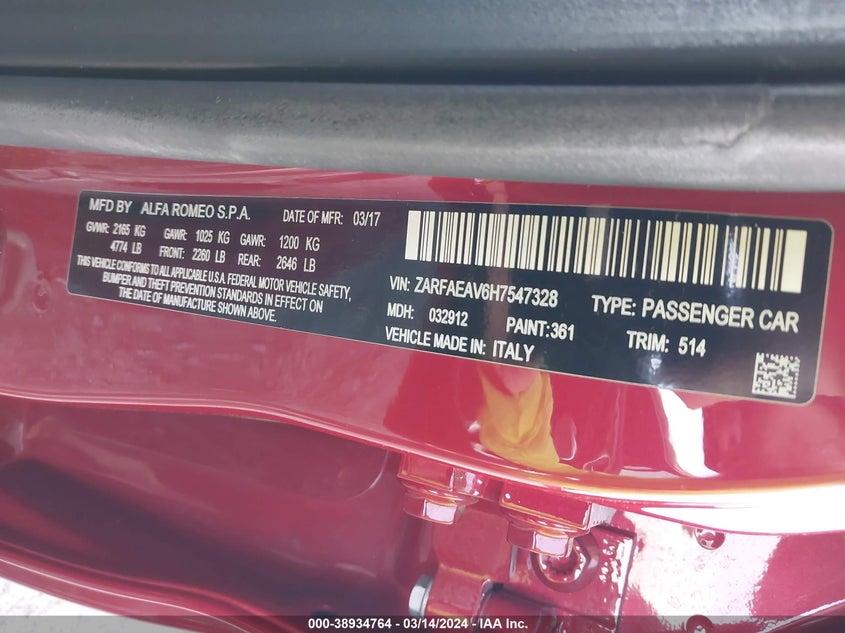 MFD BY ALFA ROMEO S.P.A. DATE OF MFR: 03/17
GVWR: 2165 KG GAWR: 1025 KG GAWR: 1200 KG
4774 LB FRONT: 2260 LB REAR: 2646 LB
THIS VEHICLE CONFORMS TO ALL APPLICABLE U.S.A. FEDERAL MOTOR VEHICLE SAFETY,
BUMPER AND THEFT PREVENTION STANDARDS IN EFFECT ON
THE DATE OF MANUFACTURE SHOWN ABOVE.
VIN: ZARFAEAV6H7547328 TYPE: PASSENGER CAR
MDH: 032912 PAINT:361 TRIM: 514
VEHICLE MADE IN: ITALY
000-38934764 - 03/14/2024 - IAA Inc.